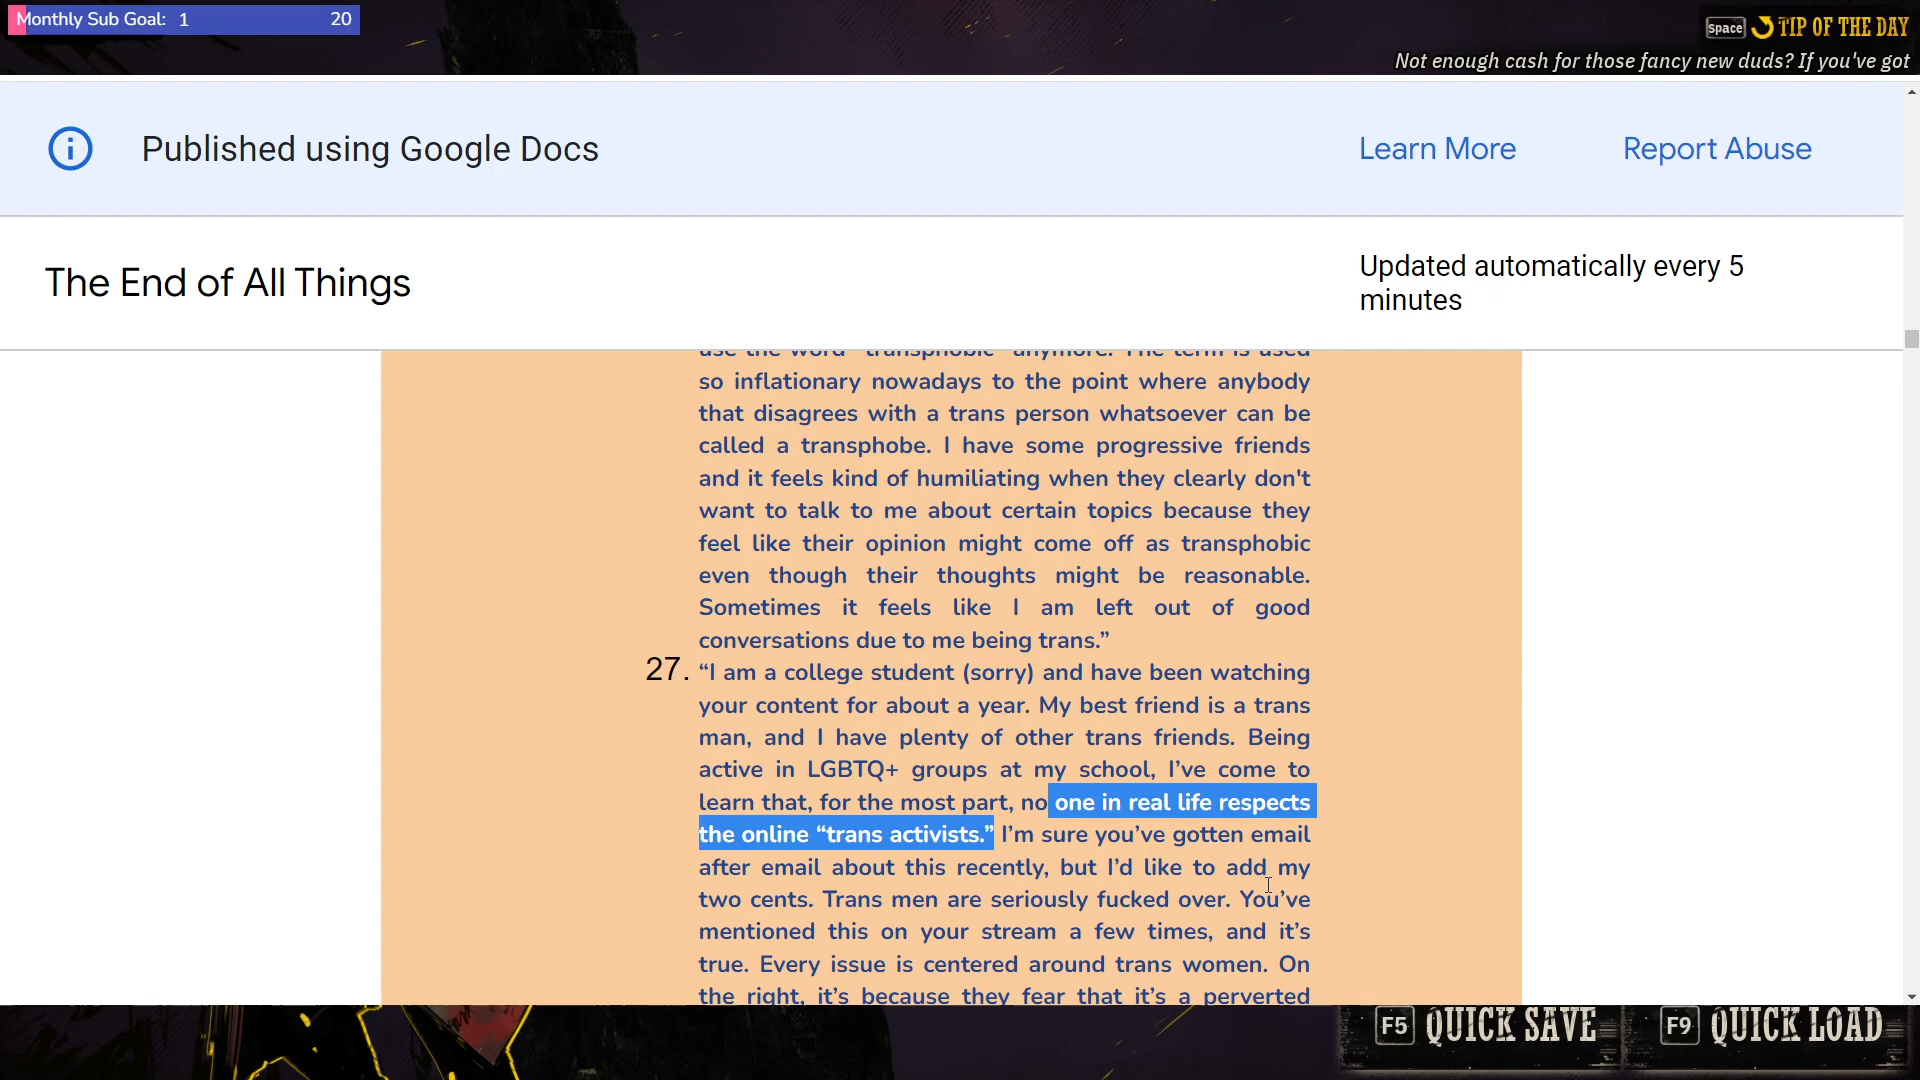 Monthly Sub Goal: 1 20
Space TIP OF THE DAY
Not enough cash for those fancy new duds? If you've got
Published using Google Docs
Learn More
Report Abuse
The End of All Things
Updated automatically every 5
minutes
use the word "transphobic" anymore. The term is used
so inflationary nowadays to the point where anybody
that disagrees with a trans person whatsoever can be
called a transphobe. I have some progressive friends
and it feels kind of humiliating when they clearly don't
want to talk to me about certain topics because they
feel like their opinion might come off as transphobic
even though their thoughts might be reasonable.
Sometimes it feels like I am left out of good
conversations due to me being trans.”
27. “I am a college student (sorry) and have been watching
your content for about a year. My best friend is a trans
man, and I have plenty of other trans friends. Being
active in LGBTQ+ groups at my school, I’ve come to
learn that, for the most part, no one in real life respects
the online “trans activists.” I’m sure you’ve gotten email
after email about this recently, but I’d like to add my
two cents. Trans men are seriously fucked over. You’ve
mentioned this on your stream a few times, and it’s
true. Every issue is centered around trans women. On
the right, it’s because they fear that it’s a perverted
F5 QUICK SAVE
F9 QUICK LOAD